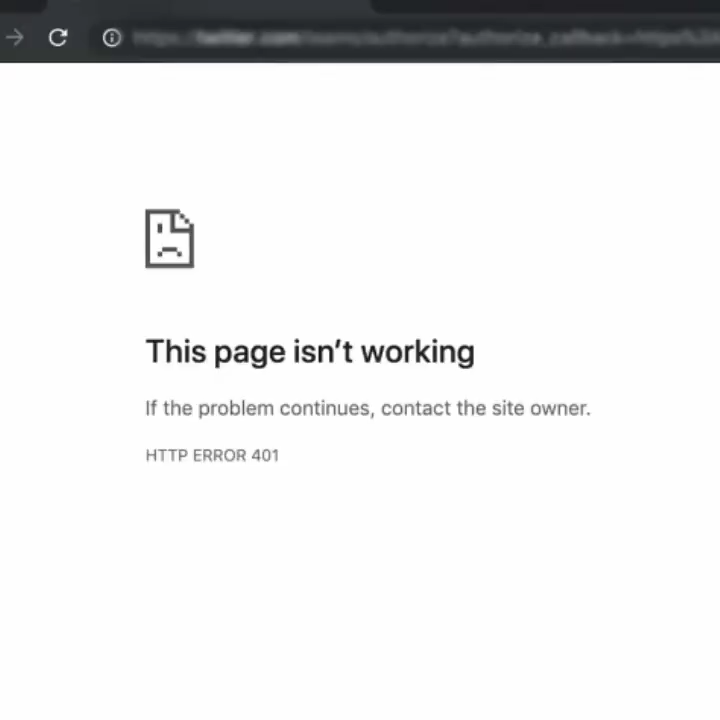 This page isn’t working
If the problem continues, contact the site owner.
HTTP ERROR 401